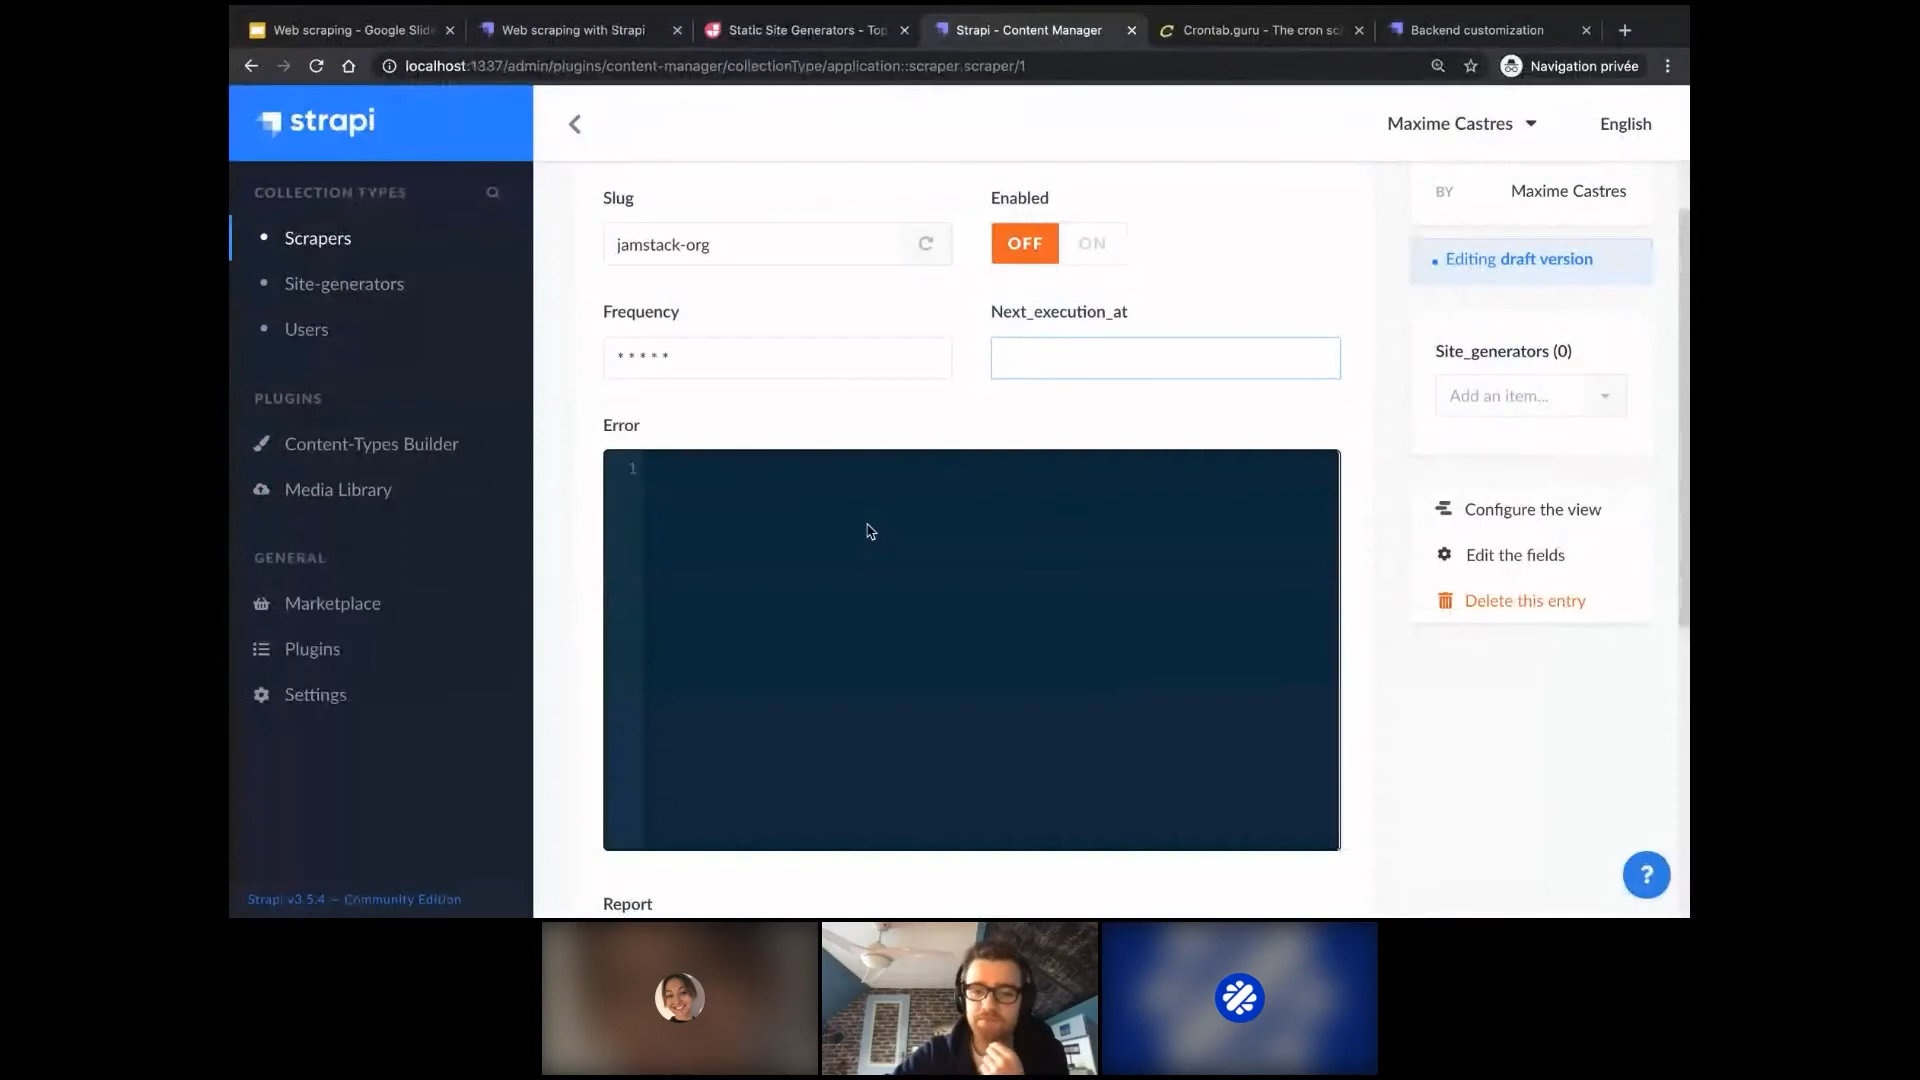 Web scraping - Google Slide
Web scraping with Strapi
Static Site Generators - Top
Strapi - Content Manager
Crontab.guru - The cron sc
Backend customization
localhost:1337/admin/plugins/content-manager/collectionType/application::scraper.scraper/1
Navigation privée
strapi
Maxime Castres
English
COLLECTION TYPES
Scrapers
Site-generators
Users
PLUGINS
Content-Types Builder
Media Library
GENERAL
Marketplace
Plugins
Settings
Strapi v3.5.4 — Community Edition
Slug
jamstack-org
Enabled
OFF
ON
Frequency
* * * * *
Next_execution_at
Error
1
Report
BY
Maxime Castres
Editing draft version
Site_generators (0)
Add an item...
Configure the view
Edit the fields
Delete this entry
?